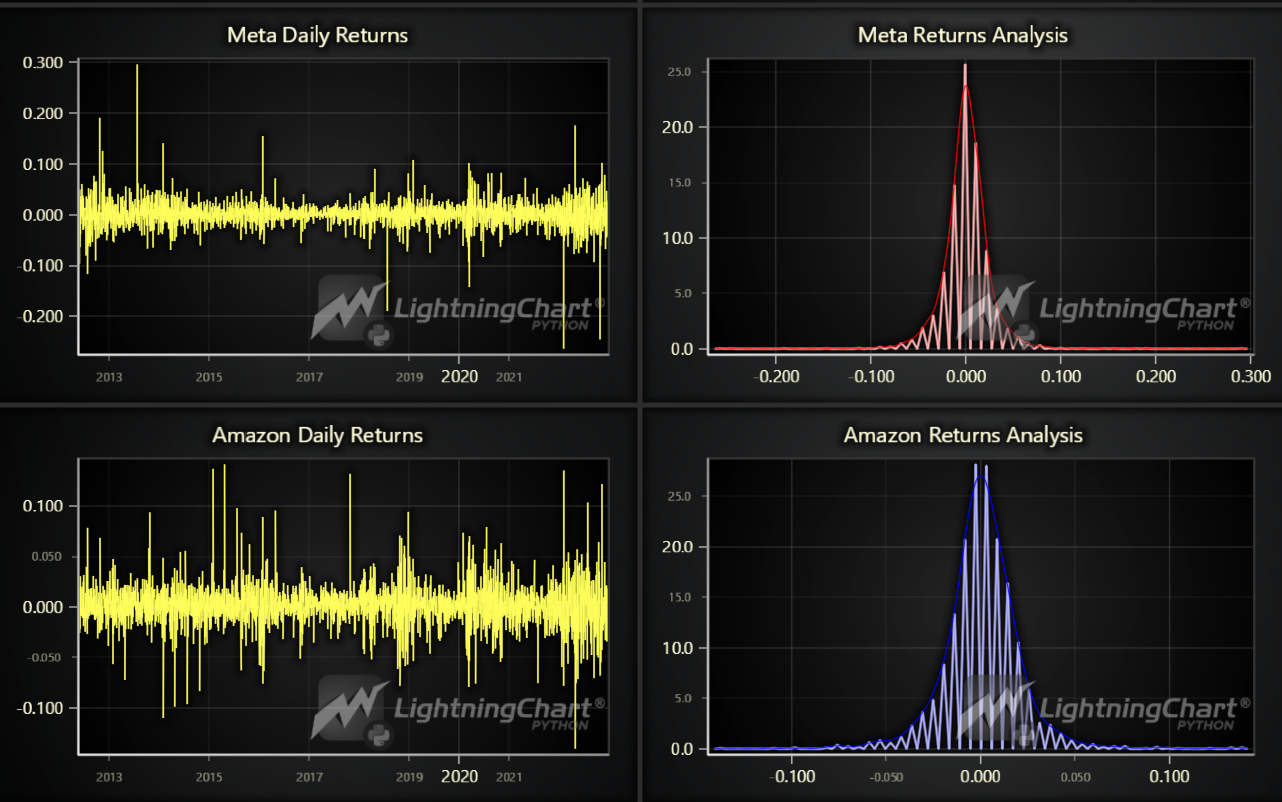 Meta Daily Returns
0.300
0.200
0.100
0.000
-0.100
-0.200
2013 2015 2017 2019 2020 2021
LightningChart®
PYTHON
Meta Returns Analysis
25.0
20.0
15.0
10.0
5.0
0.0
-0.200 -0.100 0.000 0.100 0.200 0.300
LightningChart®
PYTHON
Amazon Daily Returns
0.100
0.050
0.000
-0.050
-0.100
2013 2015 2017 2019 2020 2021
LightningChart®
PYTHON
Amazon Returns Analysis
25.0
20.0
15.0
10.0
5.0
0.0
-0.100 -0.050 0.000 0.050 0.100
LightningChart®
PYTHON